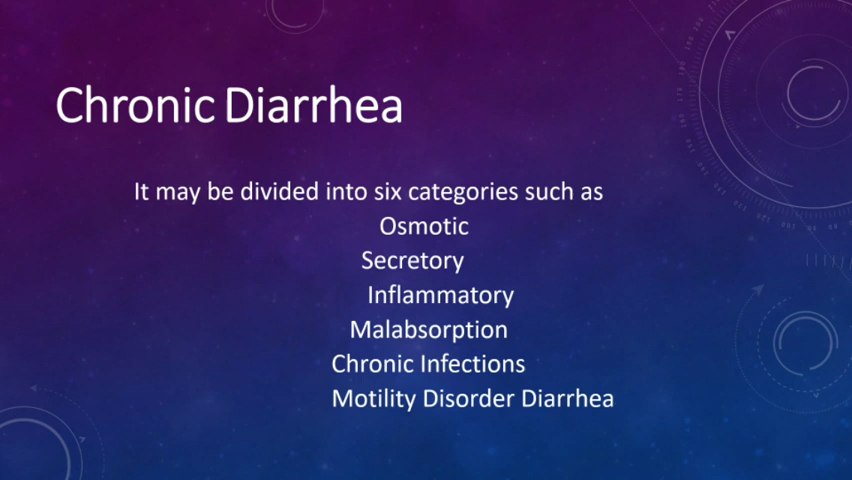 Chronic Diarrhea
It may be divided into six categories such as
Osmotic
Secretory
Inflammatory
Malabsorption
Chronic Infections
Motility Disorder Diarrhea